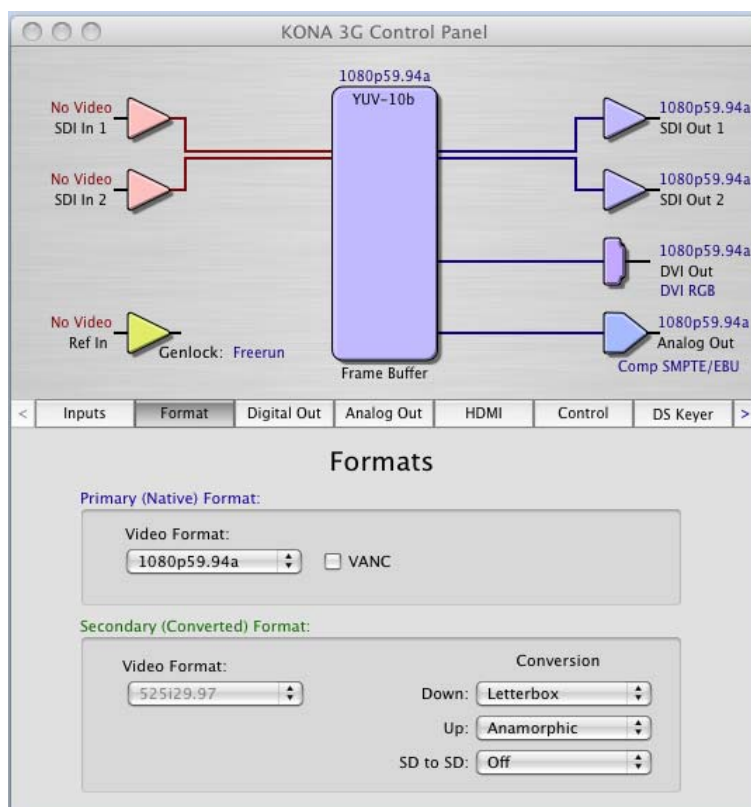 KONA 3G Control Panel
1080p59.94a
YUV-10b
No Video
SDI In 1
1080p59.94a
SDI Out 1
No Video
SDI In 2
1080p59.94a
SDI Out 2
1080p59.94a
DVI Out
DVI RGB
No Video
Ref In
Genlock: Freerun
1080p59.94a
Analog Out
Comp SMPTE/EBU
Frame Buffer
< Inputs Format Digital Out Analog Out HDMI Control DS Keyer >
Formats
Primary (Native) Format:
Video Format:
1080p59.94a VANC
Secondary (Converted) Format:
Video Format:
525i29.97
Conversion
Down: Letterbox
Up: Anamorphic
SD to SD: Off